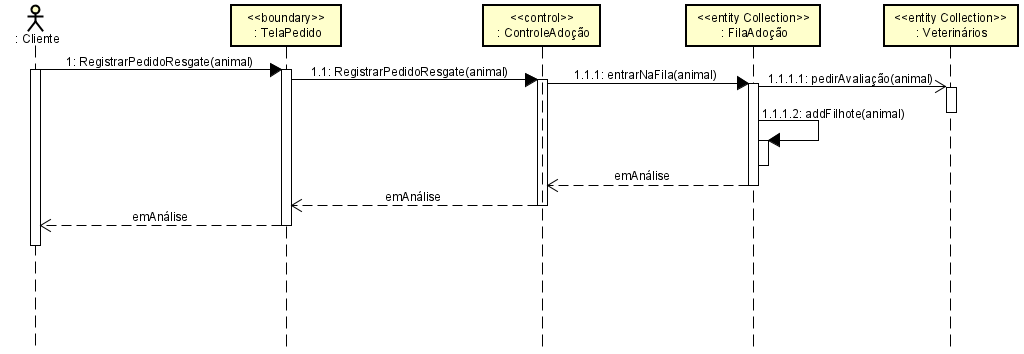 <<boundary>>
<<control>>
<<entity Collection>>
<<entity Collection>>
: Cliente
: TelaPedido
: ControleAdoção
: FilaAdoção
: Veterinários
1: RegistrarPedidoResgate(animal)
1.1: RegistrarPedidoResgate(animal)
1.1.1: entrarNaFila(animal)
1.1.1.1: pedirAvaliação(animal)
1.1.1.2: addFilhote(animal)
emAnálise
emAnálise
emAnálise